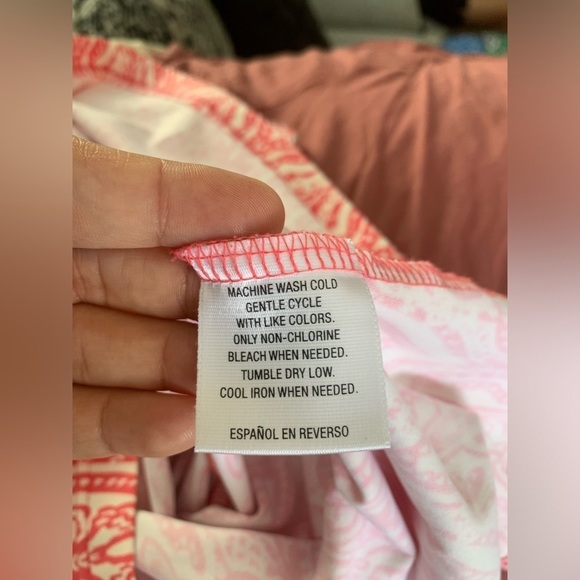 MACHINE WASH COLD
GENTLE CYCLE
WITH LIKE COLORS.
ONLY NON-CHLORINE
BLEACH WHEN NEEDED.
TUMBLE DRY LOW.
COOL IRON WHEN NEEDED.
ESPAÑOL EN REVERSO